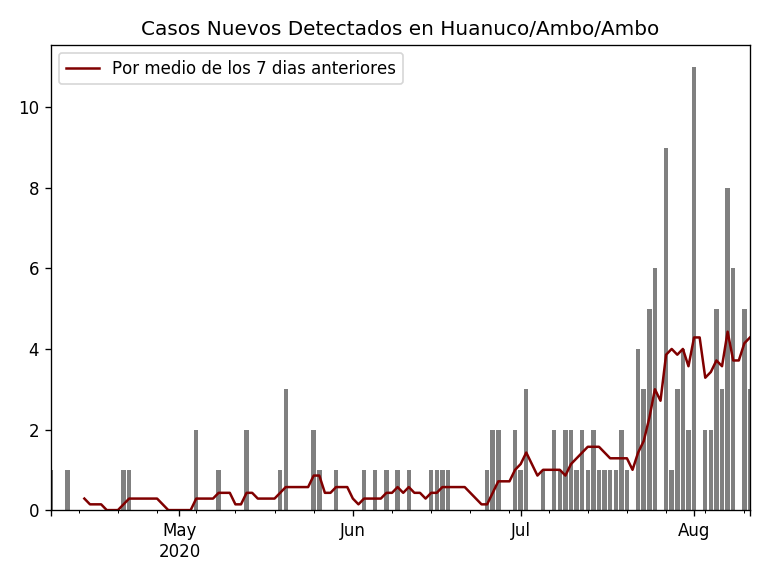 Casos Nuevos Detectados en Huanuco/Ambo/Ambo
Por medio de los 7 dias anteriores
10
8
6
4
2
0
May
2020
Jun
Jul
Aug